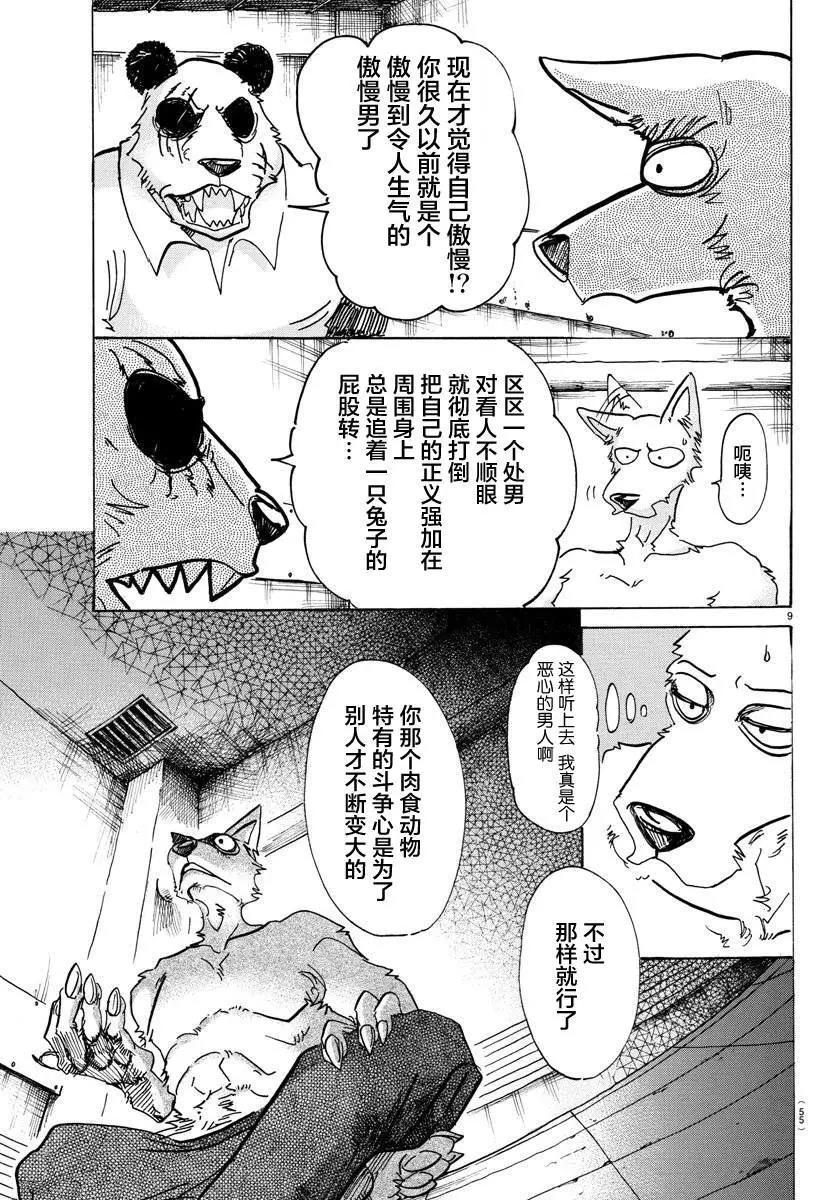 现在才觉得自己傲慢!?
你很久以前就是个
傲慢到令人生气的
傲慢男了
呃咦…
区区一个处男
对看人不顺眼
就彻底打倒
把自己的正义强加在
周围身上
总是追着一只兔子的
屁股转…
9
这样听上去 我真是个
恶心的男人啊
不过
那样就行了
你那个肉食动物
特有的斗争心是为了
别人才不断变大的
(55)